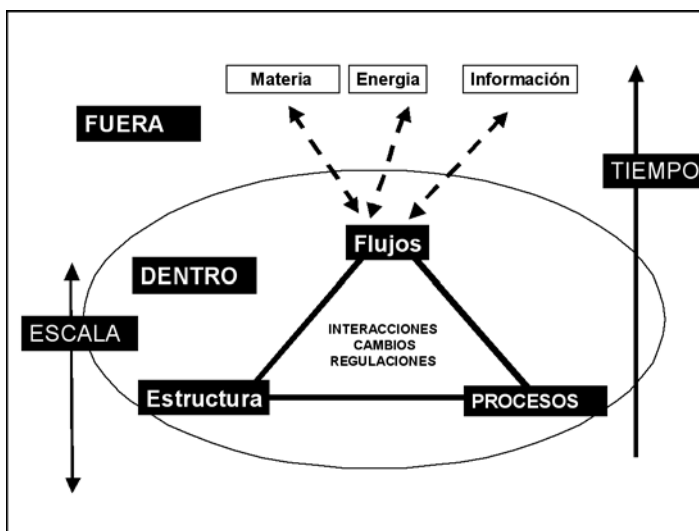 Materia
Energia
Información
FUERA
TIEMPO
Flujos
DENTRO
ESCALA
INTERACCIONES
CAMBIOS
REGULACIONES
Estructura
PROCESOS